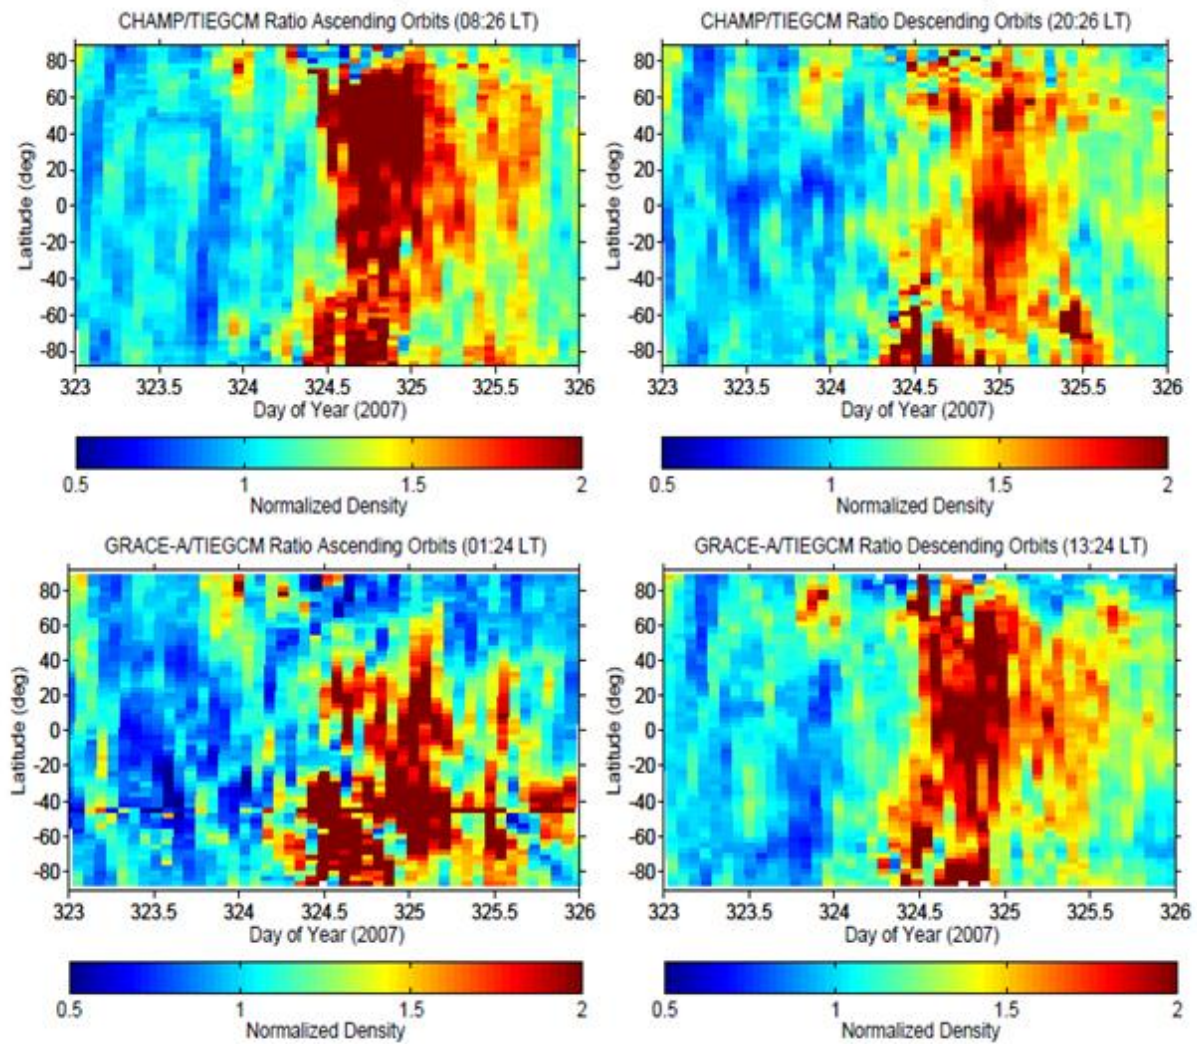 CHAMP/TIEGCM Ratio Ascending Orbits (08:26 LT)
80
60
40
20
0
-20
-40
-60
-80
Latitude (deg)
323 323.5 324 324.5 325 325.5 326
Day of Year (2007)
0.5 1 1.5 2
Normalized Density
CHAMP/TIEGCM Ratio Descending Orbits (20:26 LT)
80
60
40
20
0
-20
-40
-60
-80
Latitude (deg)
323 323.5 324 324.5 325 325.5 326
Day of Year (2007)
0.5 1 1.5 2
Normalized Density
GRACE-A/TIEGCM Ratio Ascending Orbits (01:24 LT)
80
60
40
20
0
-20
-40
-60
-80
Latitude (deg)
323 323.5 324 324.5 325 325.5 326
Day of Year (2007)
0.5 1 1.5 2
Normalized Density
GRACE-A/TIEGCM Ratio Descending Orbits (13:24 LT)
80
60
40
20
0
-20
-40
-60
-80
Latitude (deg)
323 323.5 324 324.5 325 325.5 326
Day of Year (2007)
0.5 1 1.5 2
Normalized Density